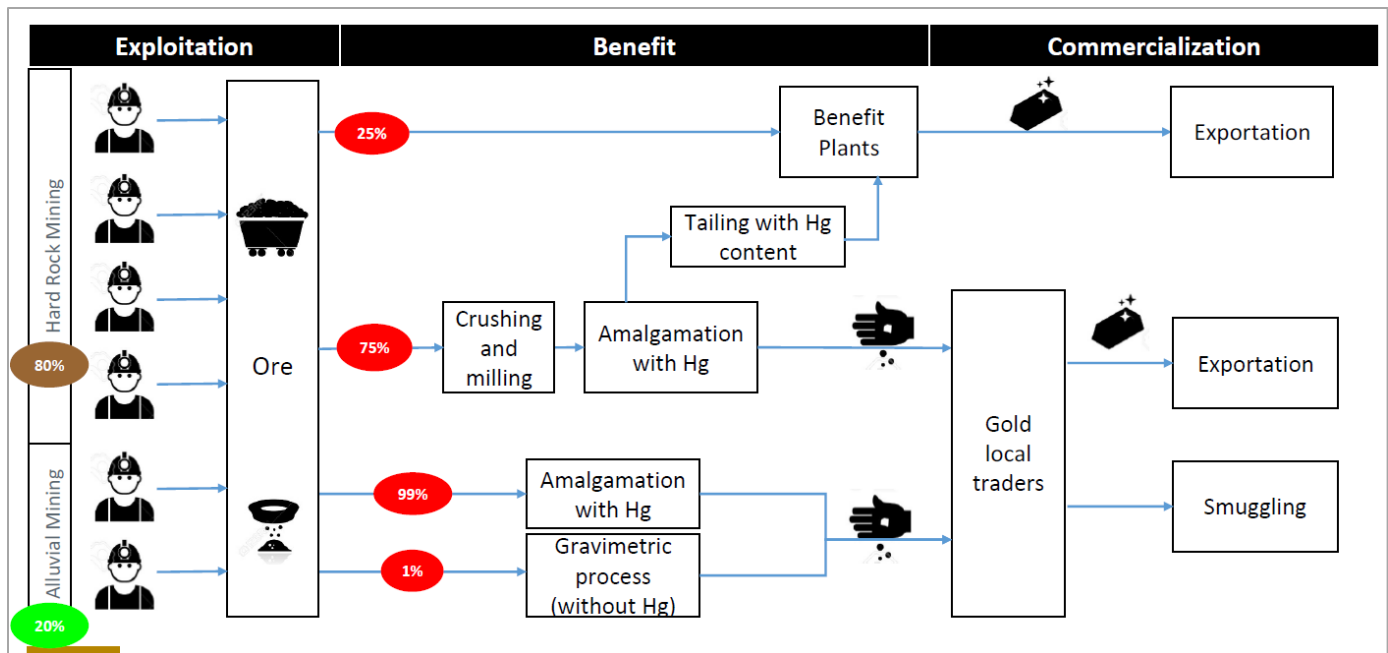 Exploitation
Benefit
Commercialization
Hard Rock Mining
80%
Alluvial Mining
20%
Ore
25%
Benefit
Plants
Exportation
Tailing with Hg
content
75%
Crushing
and
milling
Amalgamation
with Hg
Gold
local
traders
Exportation
99%
Amalgamation
with Hg
Smuggling
1%
Gravimetric
process
(without Hg)